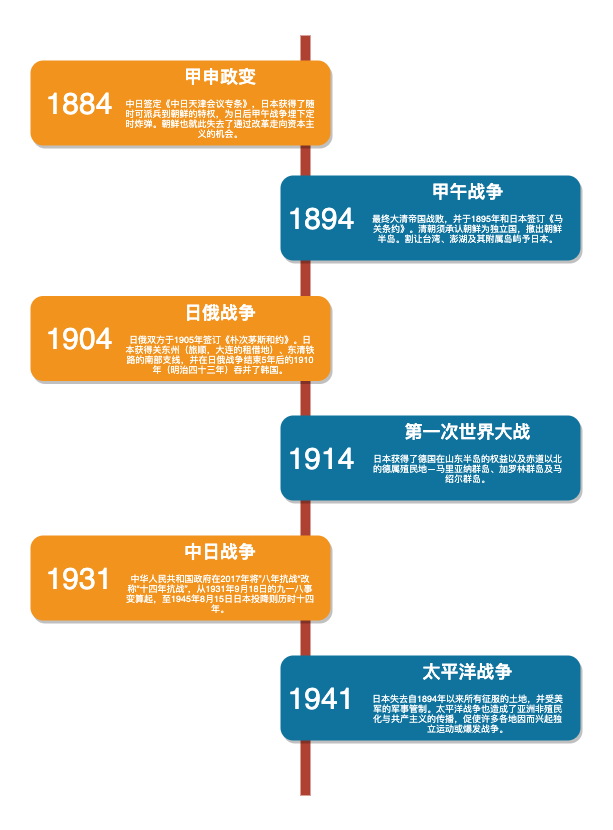 甲申政变
1884
中日签定《中日天津会议专条》，日本获得了随
时可派兵到朝鲜的特权，为日后甲午战争埋下定
时炸弹。朝鲜也就此失去了通过改革走向资本主
义的机会。
甲午战争
1894
最终大清帝国战败，并于1895年和日本签订《马
关条约》。清朝须承认朝鲜为独立国，撤出朝鲜
半岛。割让台湾、澎湖及其附属岛屿予日本。
日俄战争
1904
日俄双方于1905年签订《朴次茅斯和约》。日
本获得关东州（旅顺，大连的租借地）、东清铁
路的南部支线，并在日俄战争结束5年后的1910
年（明治四十三年）吞并了韩国。
第一次世界大战
1914
日本获得了德国在山东半岛的权益以及赤道以北
的德属殖民地－马里亚纳群岛、加罗林群岛及马
绍尔群岛。
中日战争
1931
中华人民共和国政府在2017年将"八年抗战"改
称"十四年抗战"，从1931年9月18日的九一八事
变算起，至1945年8月15日日本投降则历时十四
年。
太平洋战争
1941
日本失去自1894年以来所有征服的土地，并受美
军的军事管制。太平洋战争也造成了亚洲非殖民
化与共产主义的传播，促使许多各地因而兴起独
立运动或爆发战争。